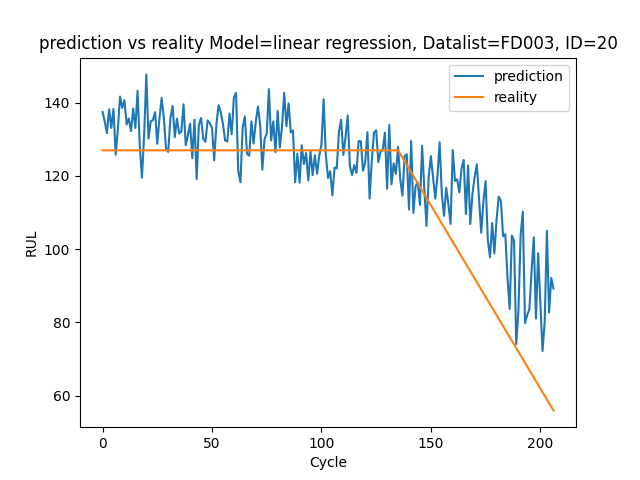 prediction vs reality Model=linear regression, Datalist=FD003, ID=20
prediction
reality
140
120
100
80
60
RUL
0
50
100
150
200
Cycle